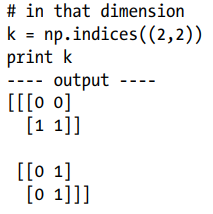 # in that dimension
k = np.indices((2,2))
print k
---- output ----
[[[0 0]
[1 1]]
[[0 1]
[0 1]]]